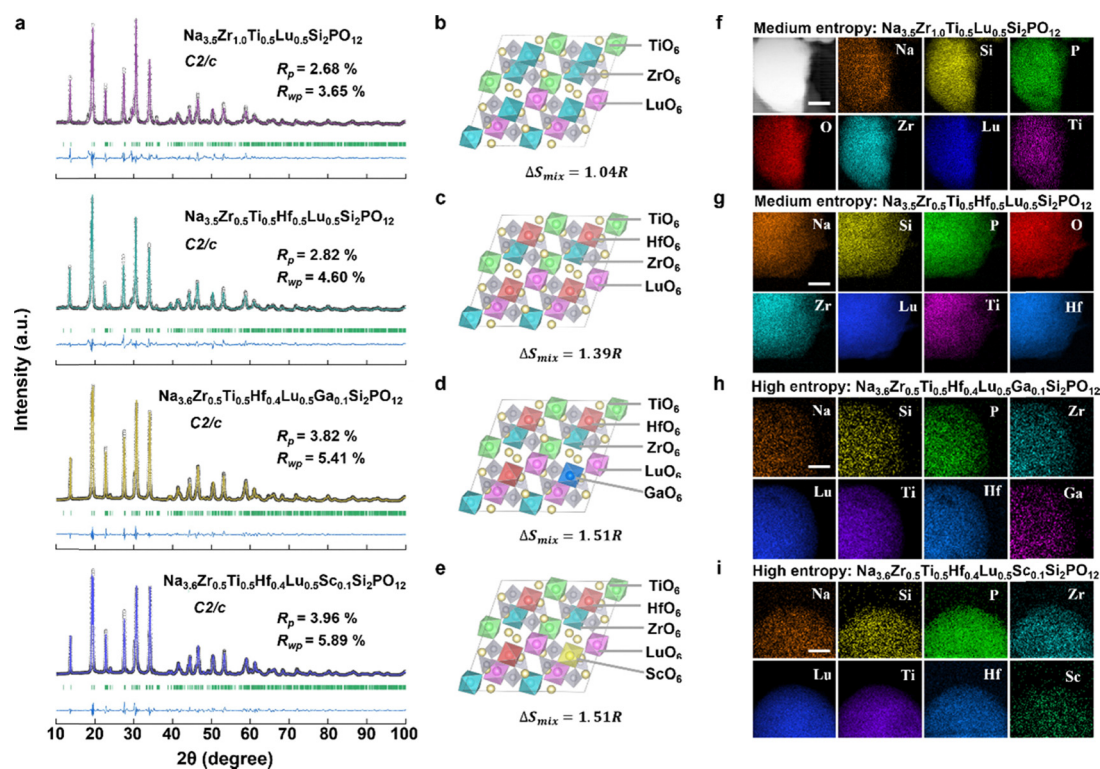 a
Intensity (a.u.)
Na3.5Zr1.0Ti0.5Lu0.5Si2PO12
C2/c
Rp = 2.68 %
Rwp = 3.65 %
Na3.5Zr0.5Ti0.5Hf0.5Lu0.5Si2PO12
C2/c
Rp = 2.82 %
Rwp = 4.60 %
Na3.6Zr0.5Ti0.5Hf0.4Lu0.5Ga0.1Si2PO12
C2/c
Rp = 3.82 %
Rwp = 5.41 %
Na3.6Zr0.5Ti0.5Hf0.4Lu0.5Sc0.1Si2PO12
C2/c
Rp = 3.96 %
Rwp = 5.89 %
10 20 30 40 50 60 70 80 90 100
2θ (degree)
b
TiO6
ZrO6
LuO6
ΔSmix = 1.04R
c
TiO6
HfO6
ZrO6
LuO6
ΔSmix = 1.39R
d
TiO6
HfO6
ZrO6
LuO6
GaO6
ΔSmix = 1.51R
e
TiO6
HfO6
ZrO6
LuO6
ScO6
ΔSmix = 1.51R
f Medium entropy: Na3.5Zr1.0Ti0.5Lu0.5Si2PO12
Na Si P
O Zr Lu Ti
g Medium entropy: Na3.5Zr0.5Ti0.5Hf0.5Lu0.5Si2PO12
Na Si P O
Zr Lu Ti Hf
h High entropy: Na3.6Zr0.5Ti0.5Hf0.4Lu0.5Ga0.1Si2PO12
Na Si P Zr
Lu Ti Hf Ga
i High entropy: Na3.6Zr0.5Ti0.5Hf0.4Lu0.5Sc0.1Si2PO12
Na Si P Zr
Lu Ti Hf Sc